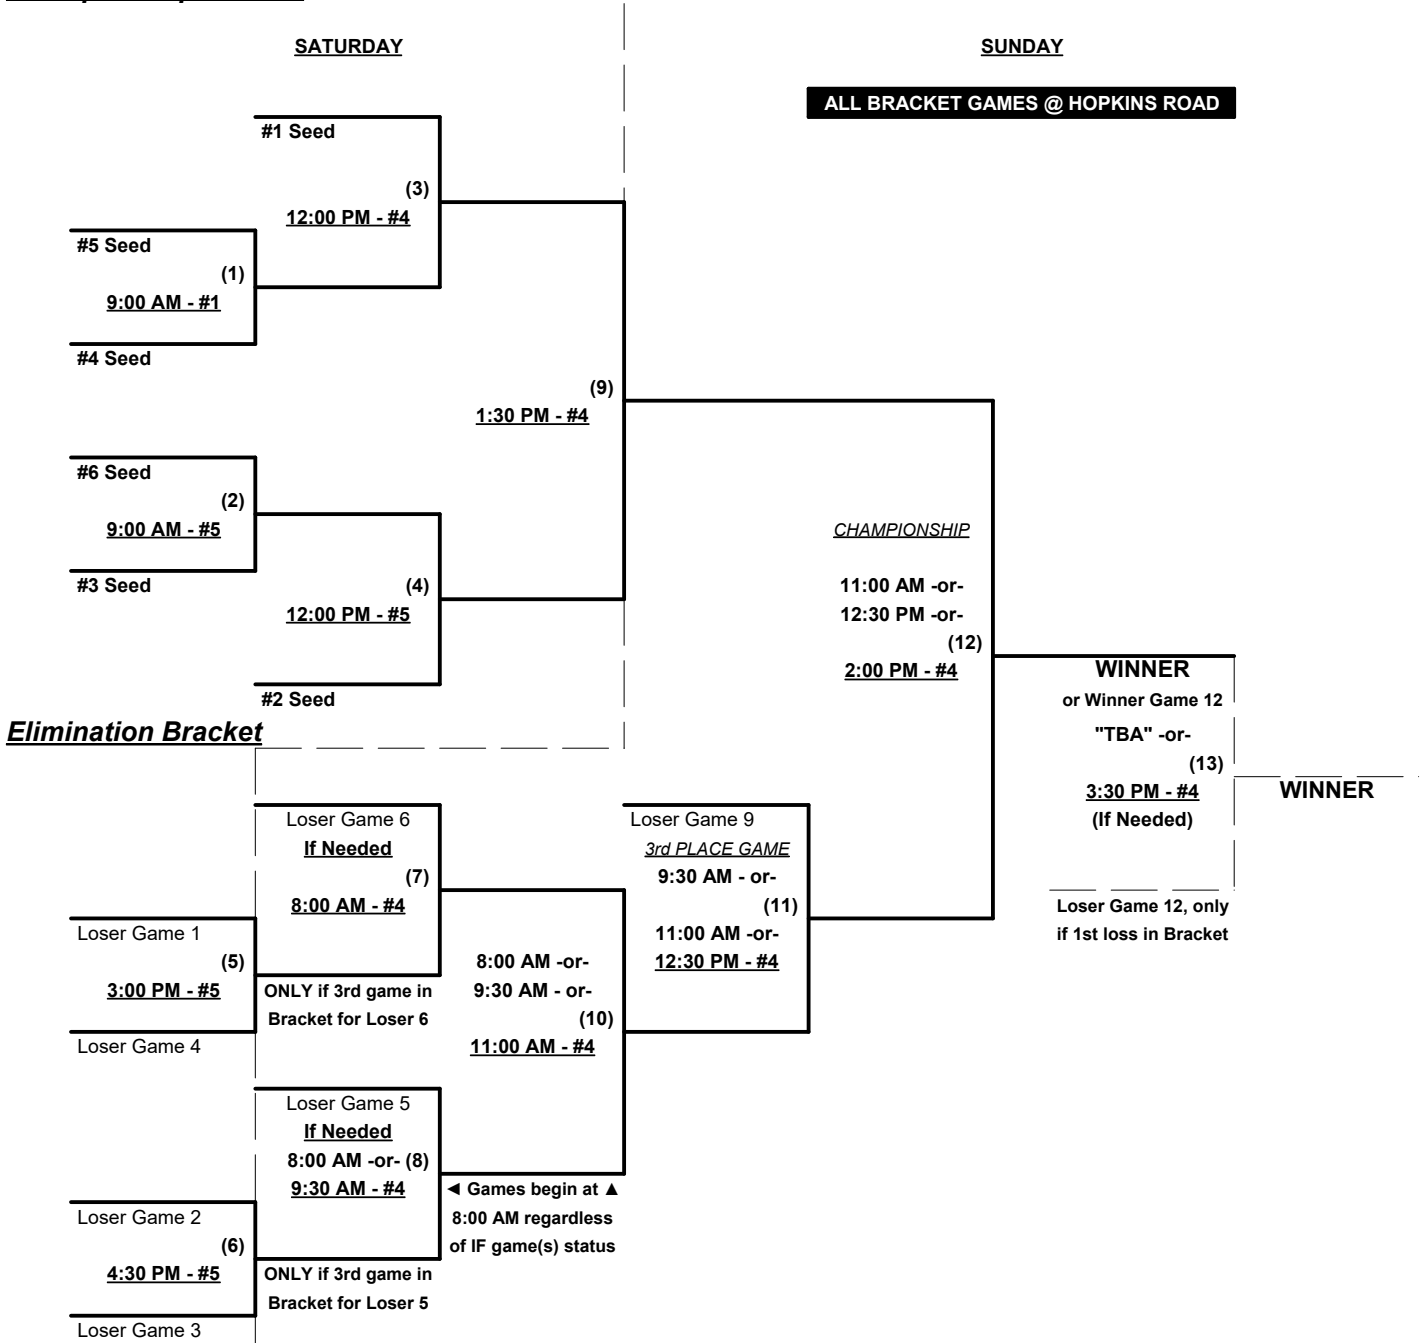 SATURDAY
SUNDAY
ALL BRACKET GAMES @ HOPKINS ROAD
#1 Seed
(3)
12:00 PM - #4
#5 Seed
(1)
9:00 AM - #1
#4 Seed
(9)
1:30 PM - #4
#6 Seed
(2)
9:00 AM - #5
#3 Seed
(4)
12:00 PM - #5
#2 Seed
CHAMPIONSHIP
11:00 AM -or-
12:30 PM -or-
(12)
2:00 PM - #4
WINNER
or Winner Game 12
"TBA" -or-
(13)
3:30 PM - #4
(If Needed)
WINNER
Loser Game 12, only
if 1st loss in Bracket
Elimination Bracket
Loser Game 6
If Needed
(7)
8:00 AM - #4
Loser Game 9
3rd PLACE GAME
9:30 AM - or-
(11)
11:00 AM -or-
12:30 PM - #4
Loser Game 1
(5)
3:00 PM - #5
ONLY if 3rd game in
Bracket for Loser 6
Loser Game 4
8:00 AM -or-
9:30 AM - or-
(10)
11:00 AM - #4
Loser Game 5
If Needed
8:00 AM -or- (8)
9:30 AM - #4
◄ Games begin at ▲
8:00 AM regardless
of IF game(s) status
Loser Game 2
(6)
4:30 PM - #5
ONLY if 3rd game in
Bracket for Loser 5
Loser Game 3